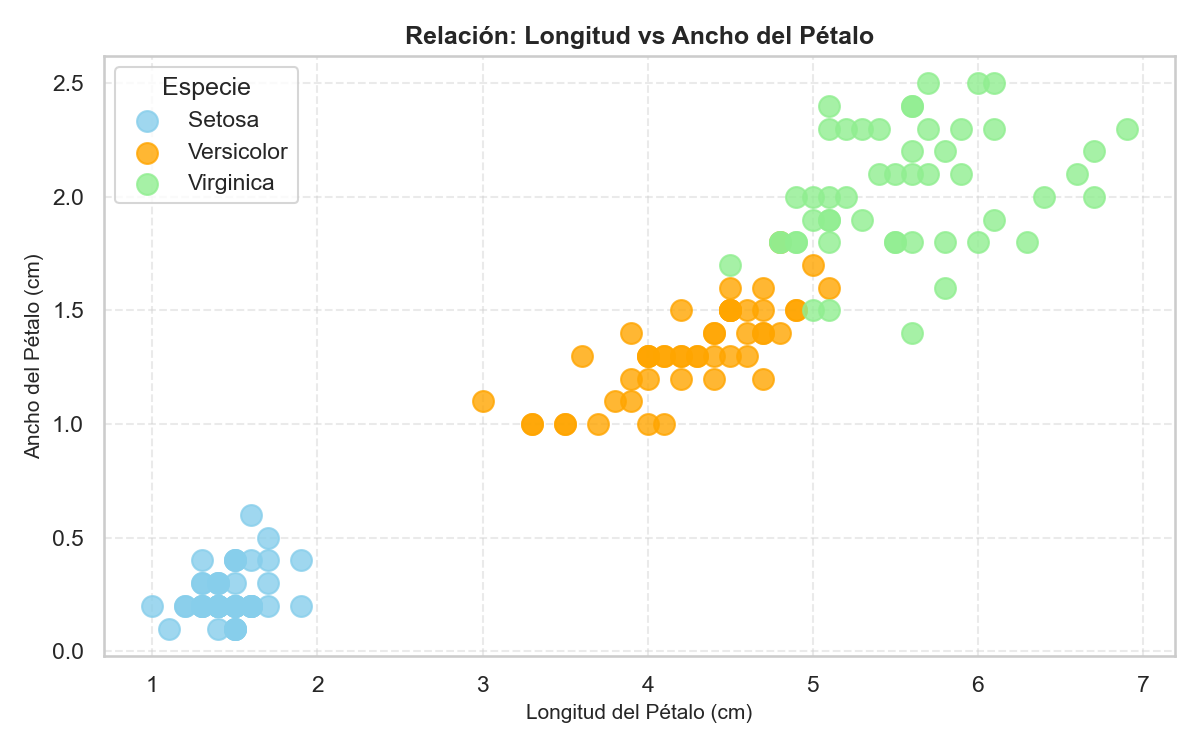 Relación: Longitud vs Ancho del Pétalo
Especie
Setosa
Versicolor
Virginica
Ancho del Pétalo (cm)
2.5
2.0
1.5
1.0
0.5
0.0
1 2 3 4 5 6 7
Longitud del Pétalo (cm)